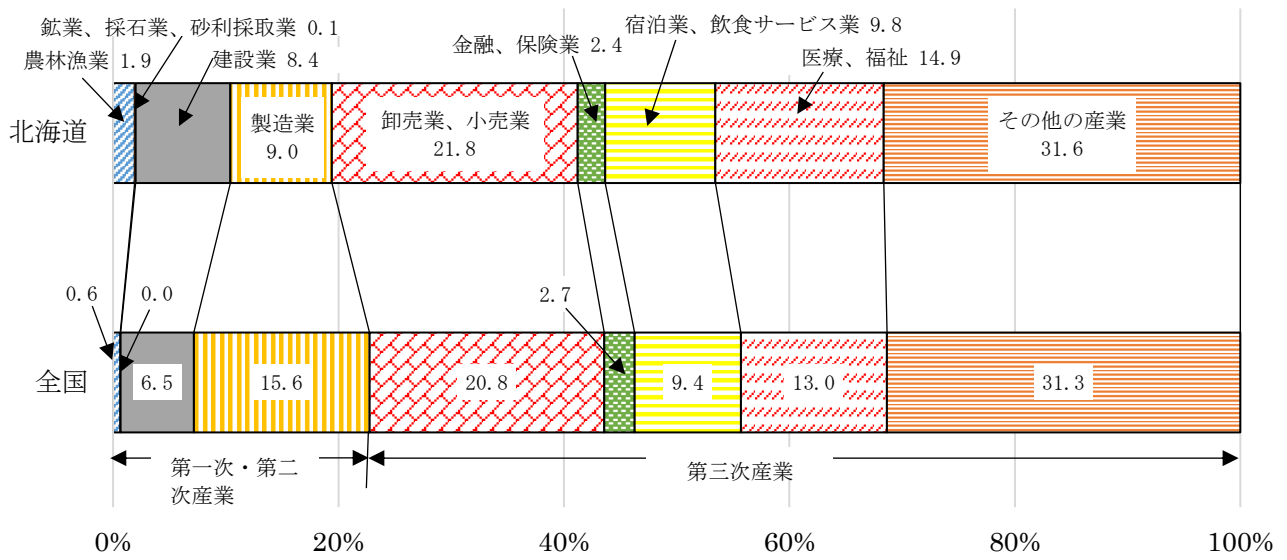 鉱業、採石業、砂利採取業 0.1
農林漁業 1.9
建設業 8.4
金融、保険業 2.4
宿泊業、飲食サービス業 9.8
医療、福祉 14.9
北海道
製造業
9.0
卸売業、小売業
21.8
その他の産業
31.6
0.6
0.0
2.7
全国
6.5
15.6
20.8
9.4
13.0
31.3
第一次・第二
次産業
第三次産業
0%
20%
40%
60%
80%
100%